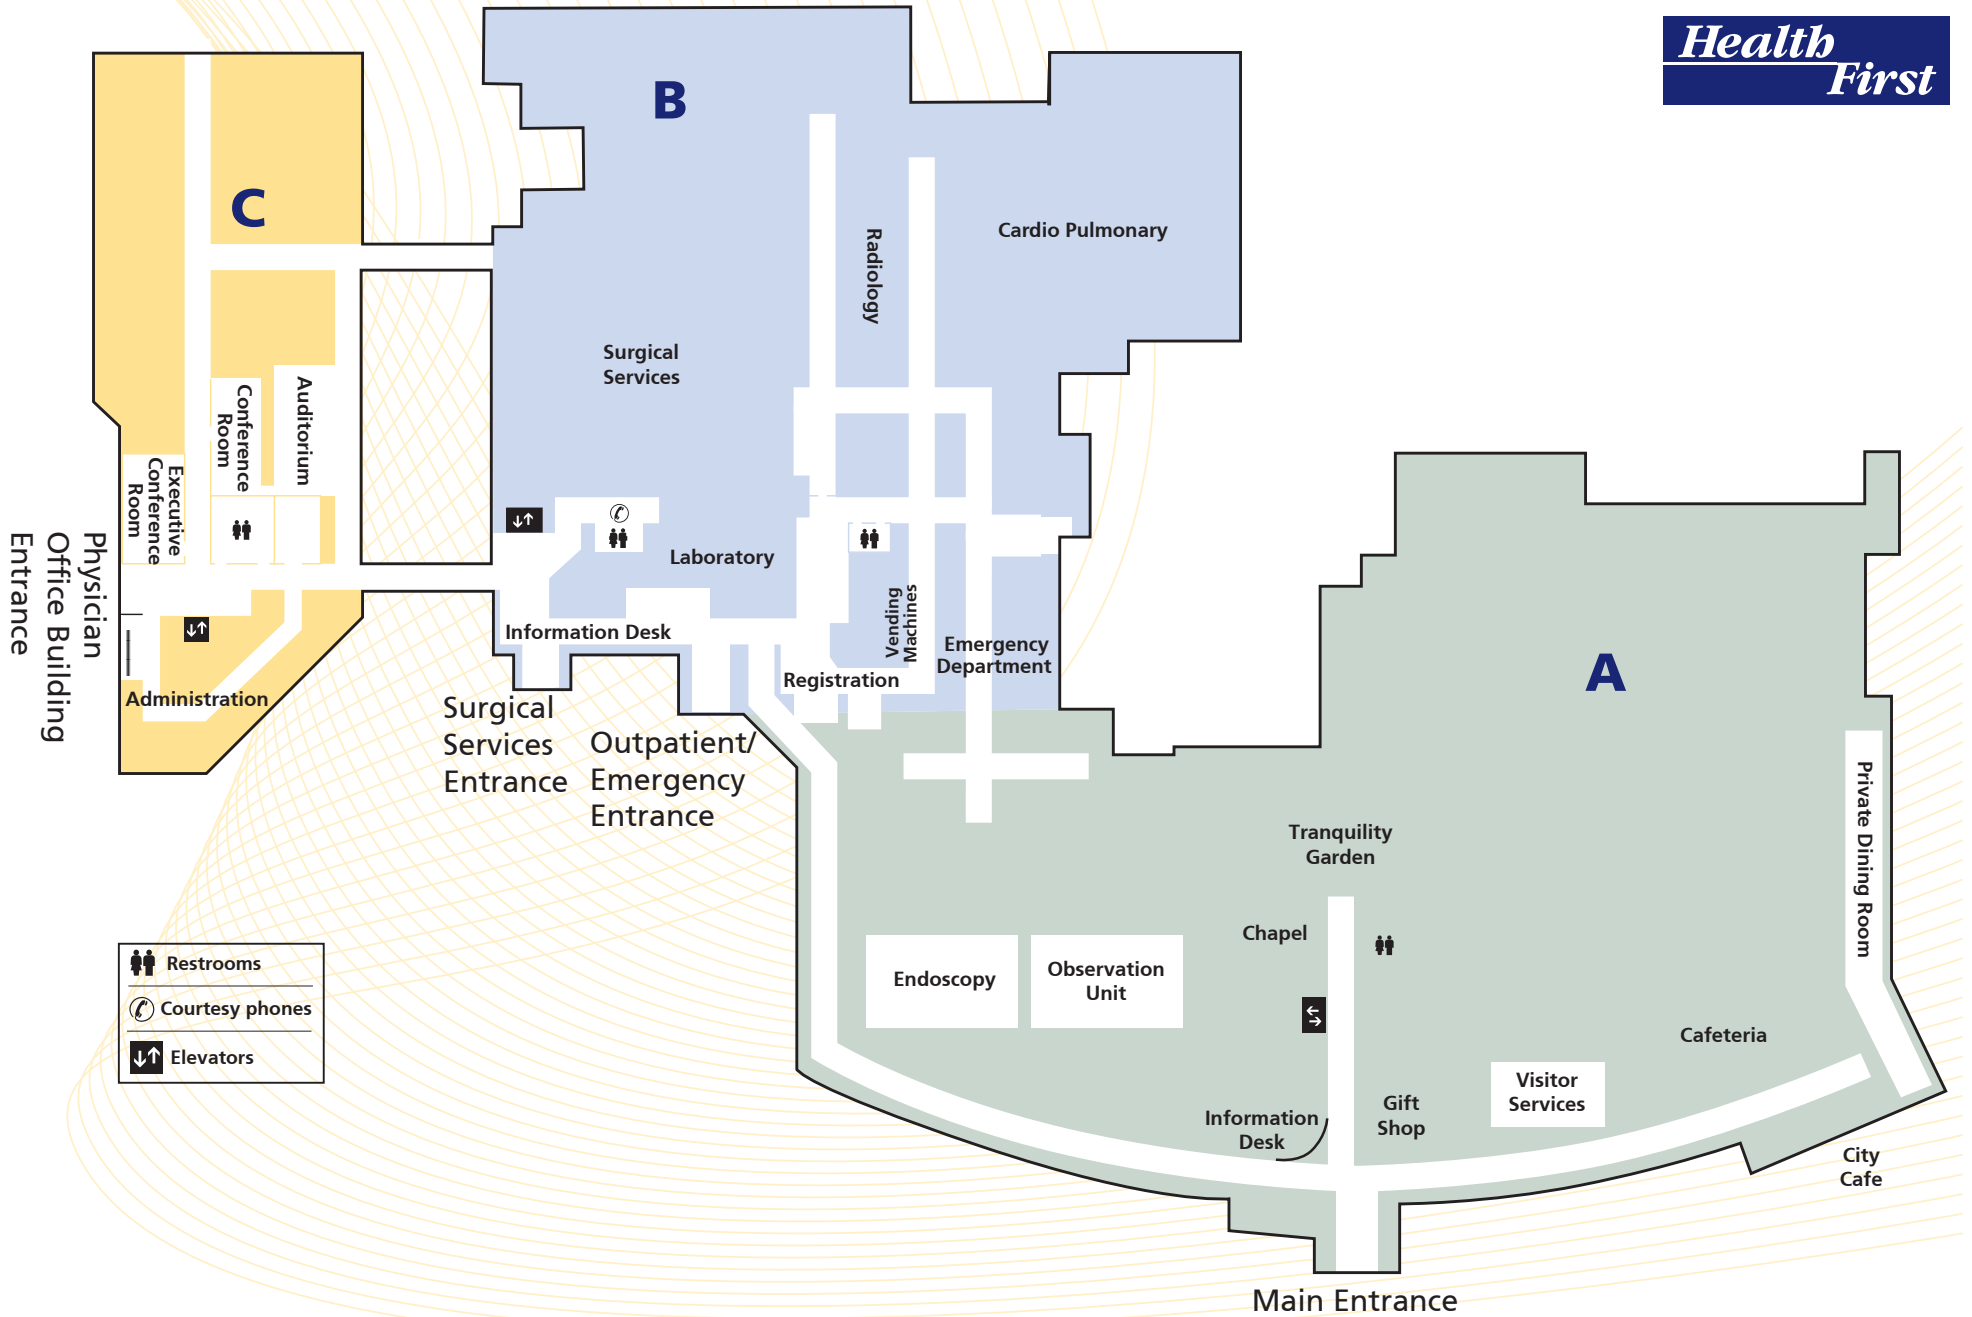 Health
First
B
C
Cardio Pulmonary
Radiology
Surgical
Services
Auditorium
Conference
Room
Executive
Conference
Room
Physician
Office Building
Entrance
Laboratory
Vending
Machines
Information Desk
Emergency
Department
Registration
Administration
A
Surgical
Services
Entrance
Outpatient/
Emergency
Entrance
Private Dining Room
Tranquility
Garden
Chapel
Endoscopy
Observation
Unit
Restrooms
Courtesy phones
Elevators
Cafeteria
Visitor
Services
Gift
Shop
Information
Desk
City
Cafe
Main Entrance